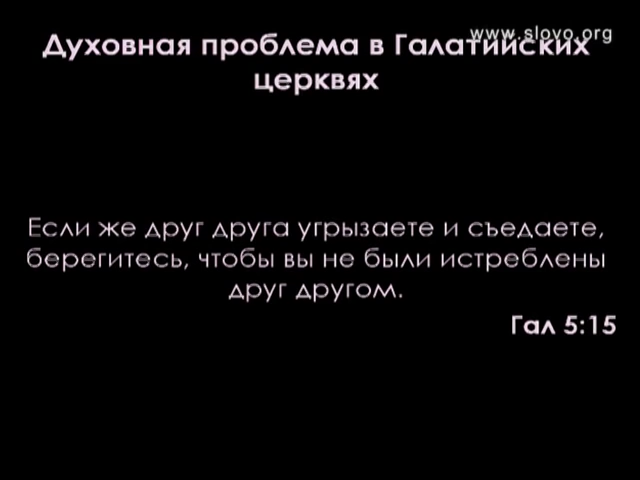 www.slovo.org
Духовная проблема в Галатийских
церквях
Если же друг друга угрызаете и съедаете,
берегитесь, чтобы вы не были истреблены
друг другом.
Гал 5:15